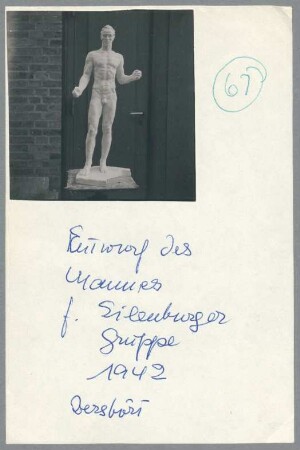 67
Entwurf des
Mannes
f. Eilenburger
Gruppe
1942